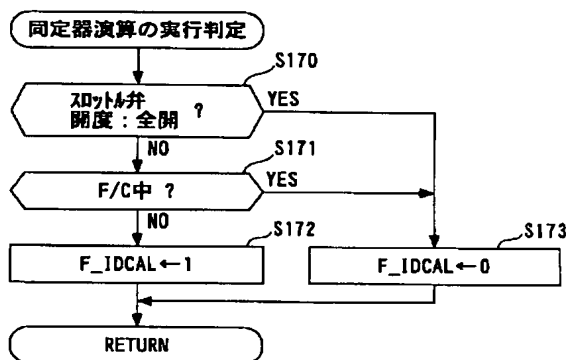 同定器演算の実行判定
S170
スロットル弁
開度:全開 ?
YES
NO
S171
F/C中 ?
YES
NO
S172
F_IDCAL←1
S173
F_IDCAL←0
RETURN